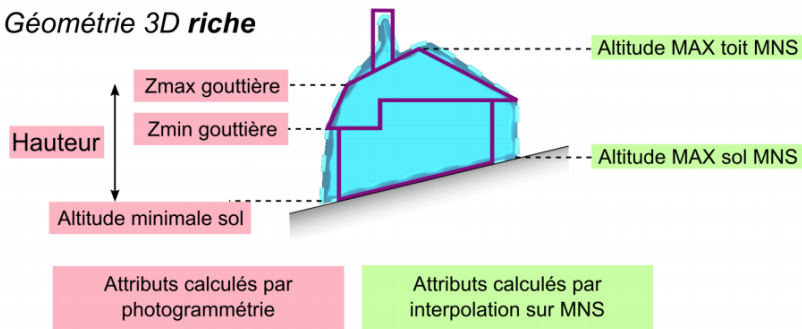 Géométrie 3D riche
Altitude MAX toit MNS
Zmax gouttière
Zmin gouttière
Hauteur
Altitude MAX sol MNS
Altitude minimale sol
Attributs calculés par
photogrammétrie
Attributs calculés par
interpolation sur MNS